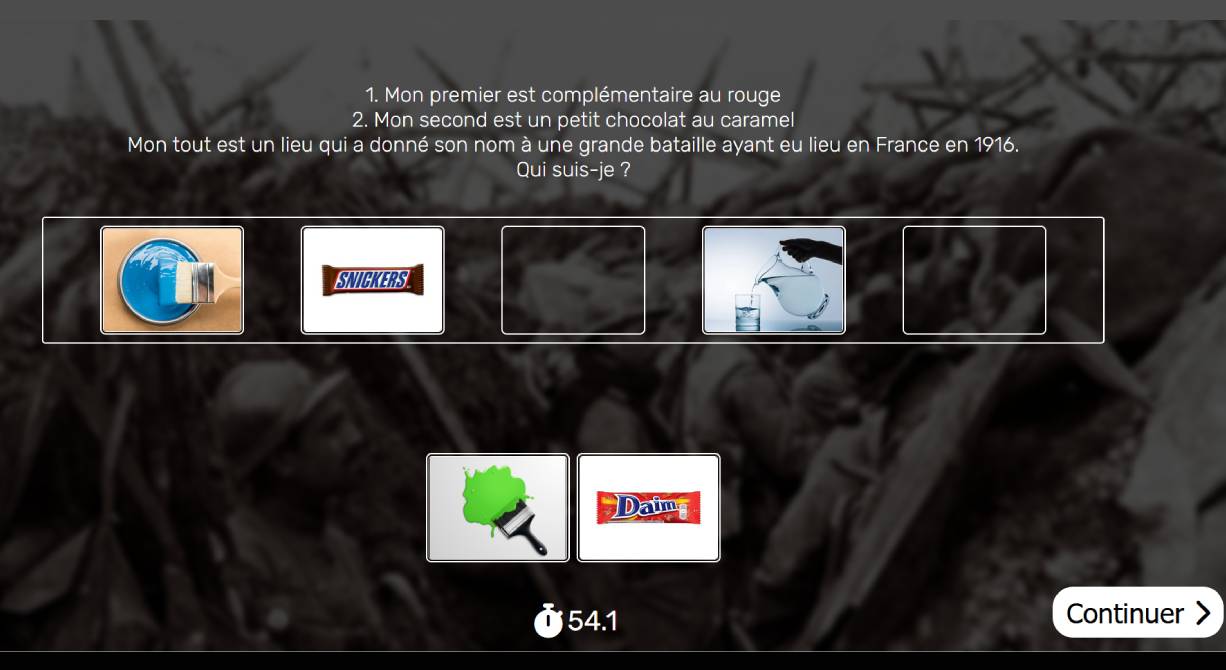 1. Mon premier est complémentaire au rouge
2. Mon second est un petit chocolat au caramel
Mon tout est un lieu qui a donné son nom à une grande bataille ayant eu lieu en France en 1916.
Qui suis-je ?
SNICKERS
Daim
54.1
Continuer